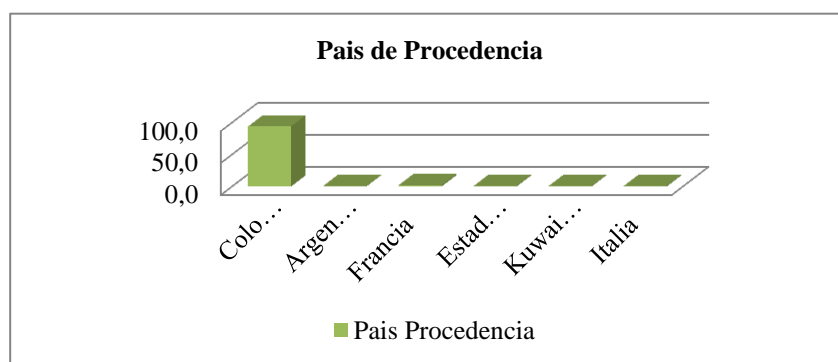 Pais de Procedencia
100,0
50,0
0,0
Colo…
Argen…
Francia
Estad…
Kuwai…
Italia
Pais Procedencia